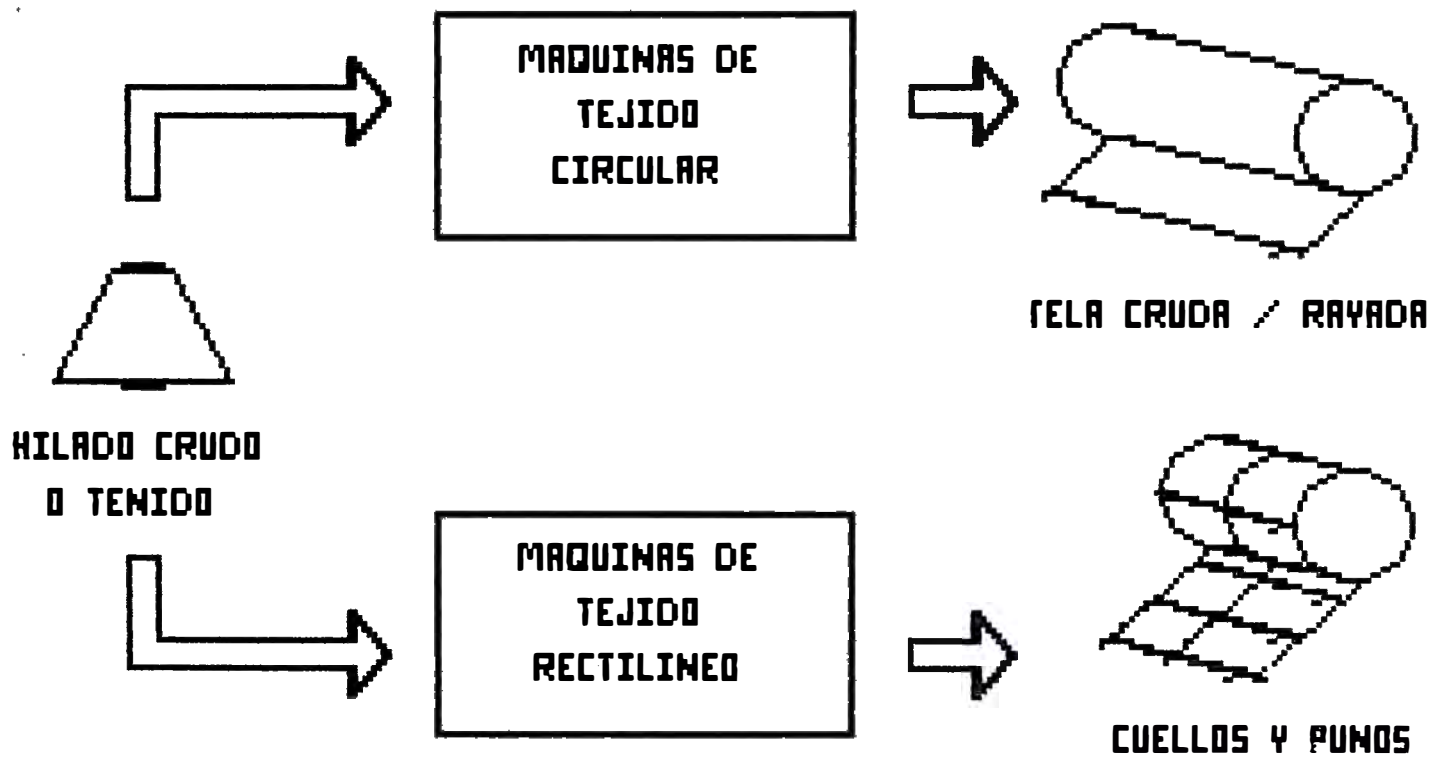 MAQUINAS DE
TEJIDO
CIRCULAR
TELA CRUDA / RAYADA
HILADO CRUDO
O TENIDO
MAQUINAS DE
TEJIDO
RECTILINEO
CUELLOS Y PUNOS